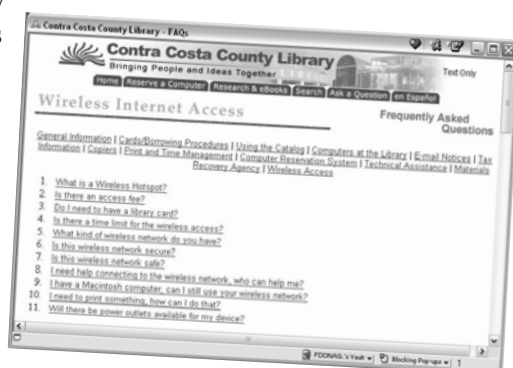 Contra Costa County Library - FAQs
Contra Costa County Library
Bringing People and Ideas Together
Text Only
Home Reserve a Computer Research & eBooks Search Ask a Question en Español
Wireless Internet Access
Frequently Asked
Questions
General Information | Cards/Borrowing Procedures | Using the Catalog | Computers at the Library | E-mail Notices | Tax
Information | Copiers | Print and Time Management | Computer Reservation System | Technical Assistance | Materials
Recovery Agency | Wireless Access
1. What is a Wireless Hotspot?
2. Is there an access fee?
3. Do I need to have a library card?
4. Is there a time limit for the wireless access?
5. What kind of wireless network do you have?
6. Is this wireless network secure?
7. Is this wireless network safe?
8. I need help connecting to the wireless network, who can help me?
9. I have a Macintosh computer, can I still use your wireless network?
10. I need to print something, how can I do that?
11. Will there be power outlets available for my device?
FDONAGL's Vault
Blocking Pop-ups
1